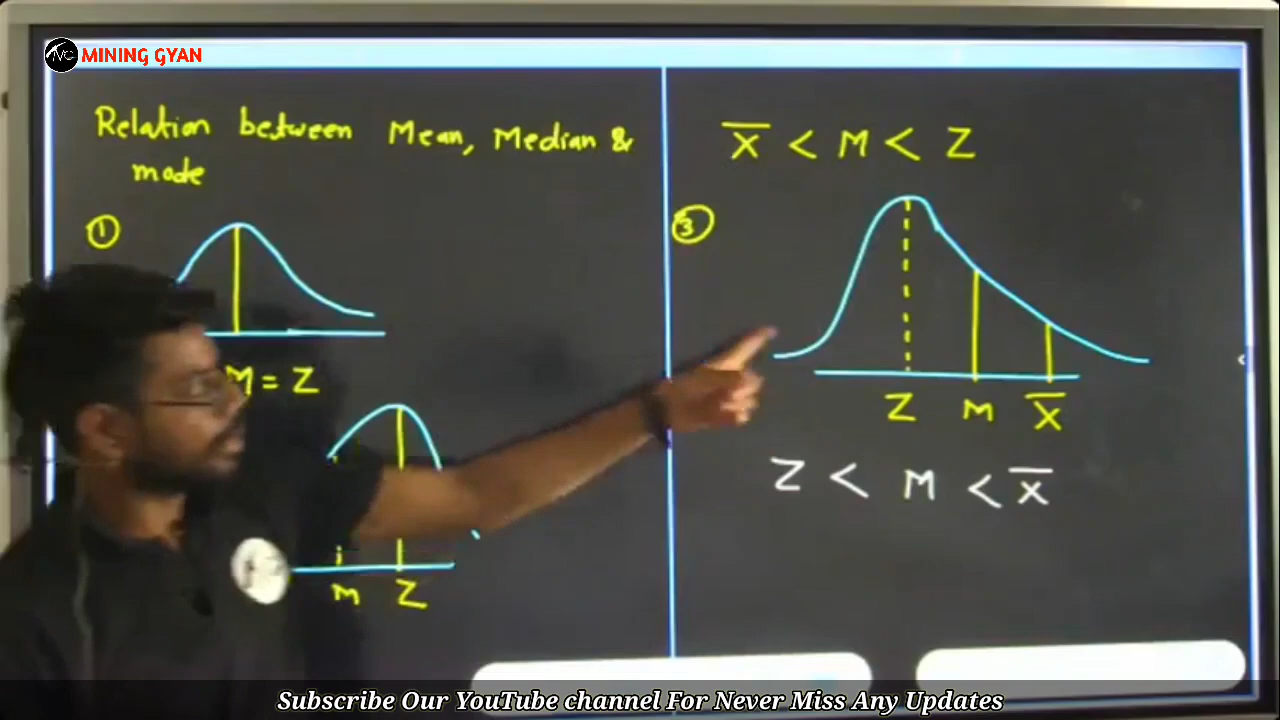 MINING GYAN
Relation between Mean, Median &
mode
①
M = Z
M Z
X̅ < M < Z
③
Z M X̅
Z < M < X̅
Subscribe Our YouTube channel For Never Miss Any Updates